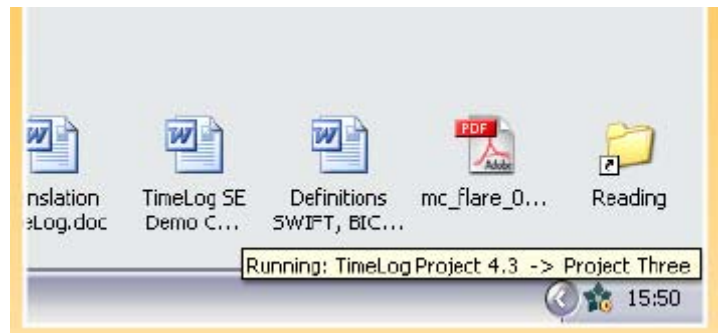 PDF
Adobe
nslation
eLog.doc
TimeLog SE
Demo C...
Definitions
SWIFT, BIC...
mc_flare_0...
Reading
Running: TimeLog Project 4.3 -> Project Three
15:50